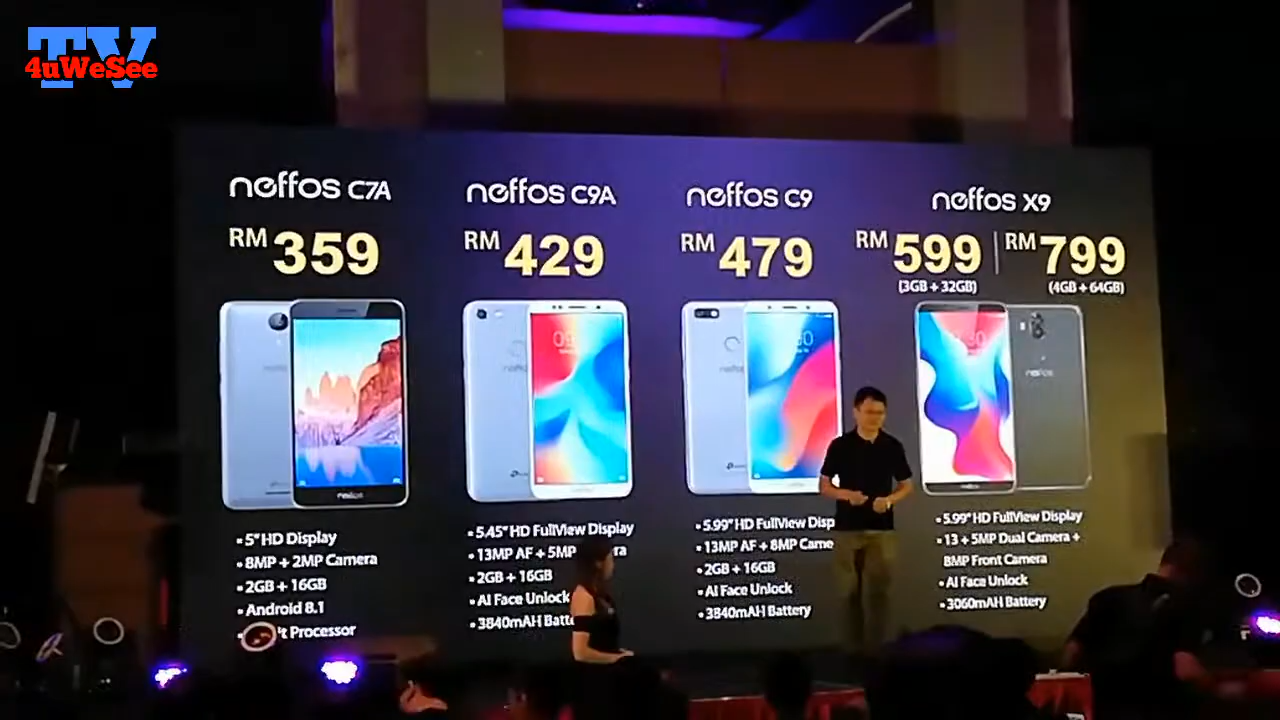 TV
4uWeSee
neffos C7A
RM 359
▪ 5" HD Display
▪ 8MP + 2MP Camera
▪ 2GB + 16GB
▪ Android 8.1
Processor
neffos C9A
RM 429
▪ 5.45" HD FullView Display
▪ 13MP AF + 5MP
▪ 2GB + 16GB
▪ AI Face Unlock
▪ 3840mAH
neffos C9
RM 479
▪ 5.99" HD FullView Disp
▪ 13MP AF + 8MP Came
▪ 2GB + 16GB
▪ AI Face Unlock
▪ 3840mAH Battery
neffos X9
RM 599 | RM 799
(3GB + 32GB) (4GB + 64GB)
neffos
▪ 5.99" HD FullView Display
▪ 13 + 5MP Dual Camera +
8MP Front Camera
▪ AI Face Unlock
▪ 3060mAH Battery